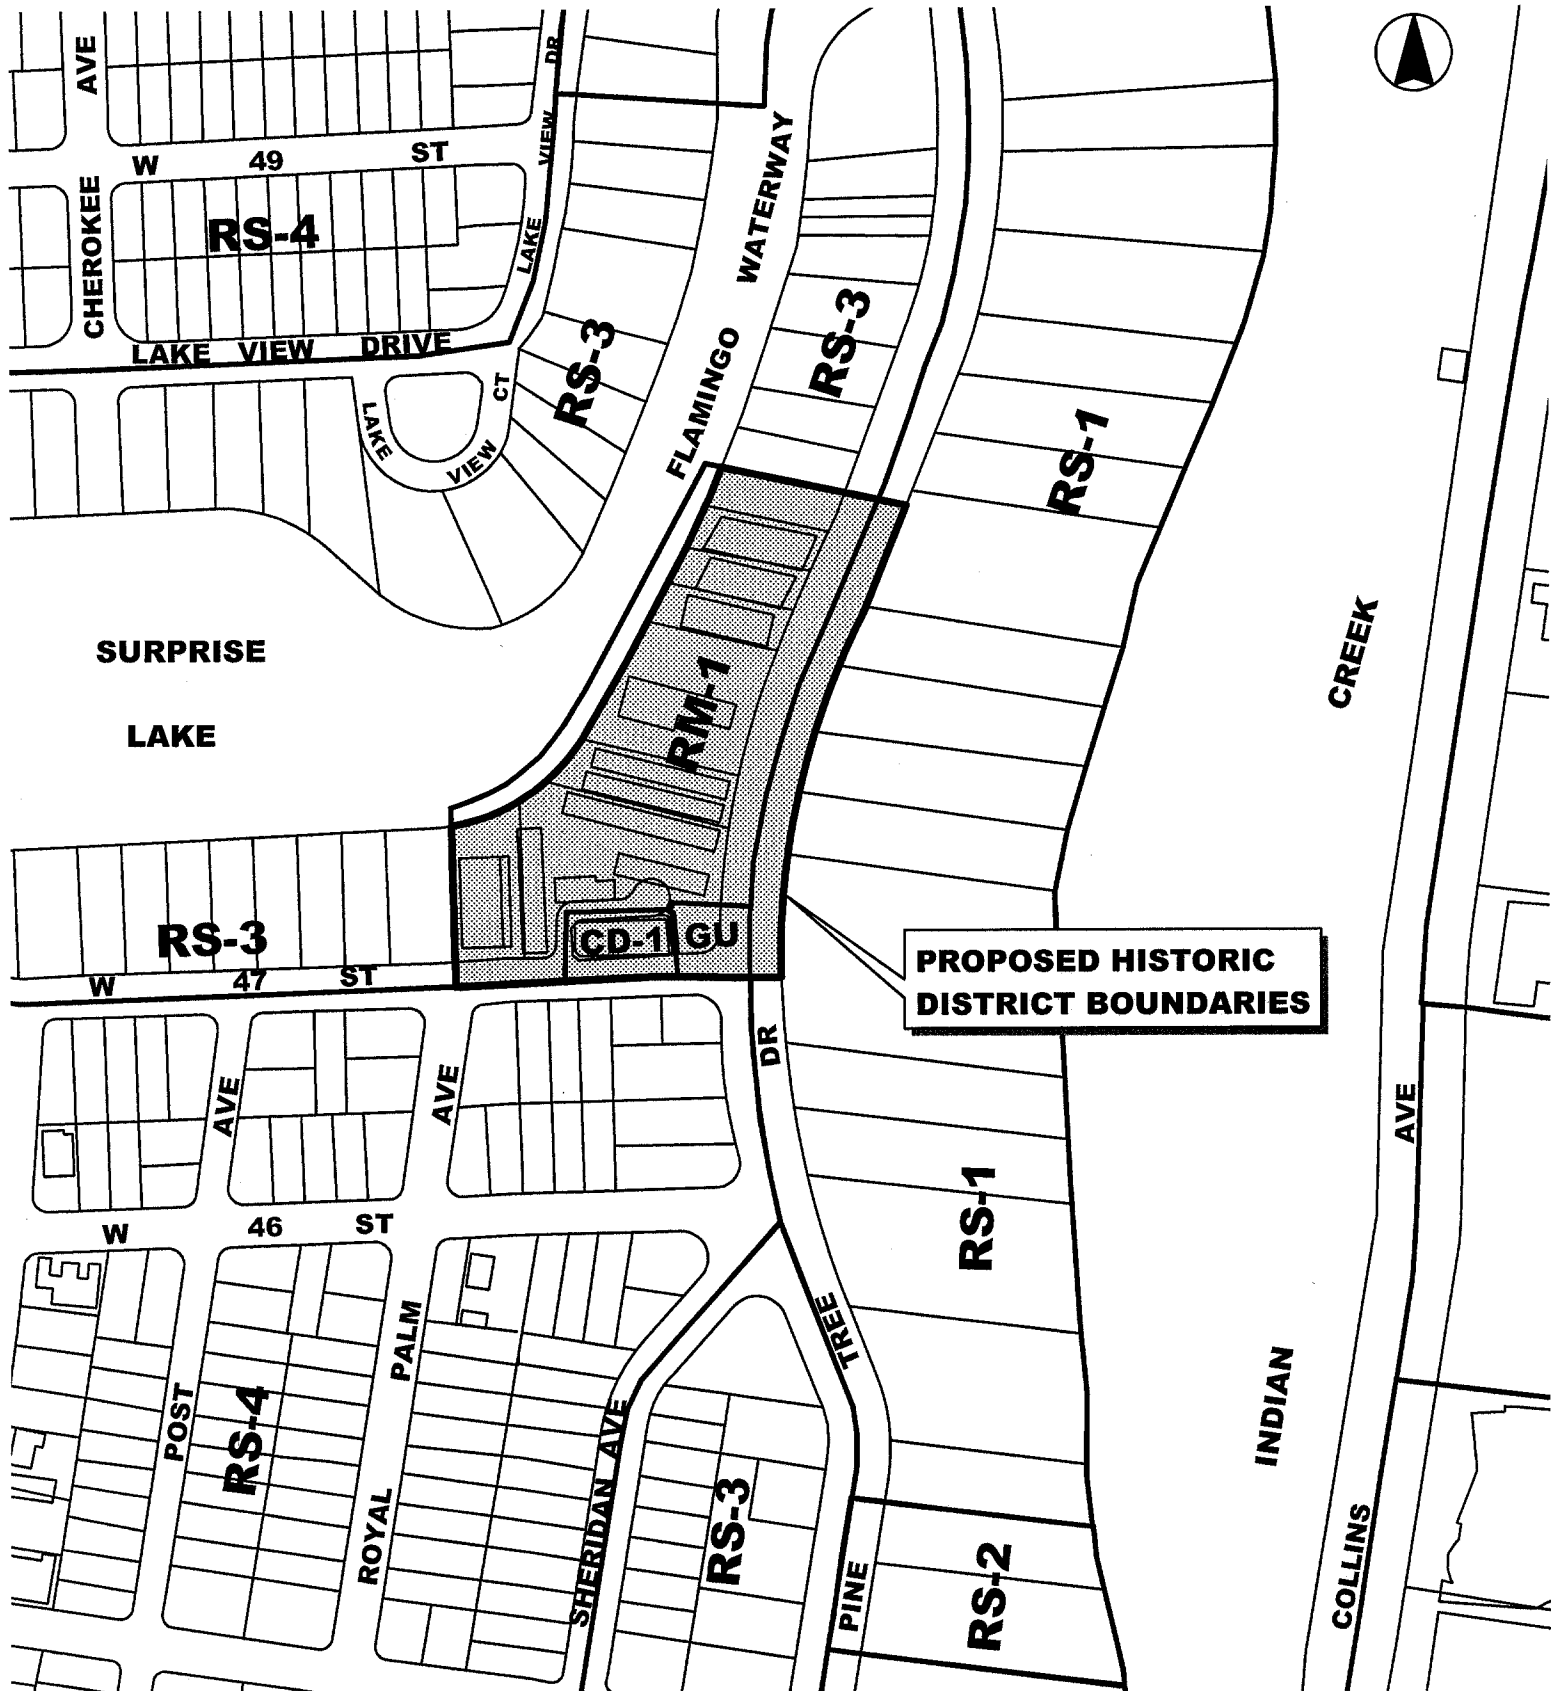 AVE
DR
VIEW
LAKE
W 49 ST
CHEROKEE
RS-4
LAKE VIEW DRIVE
LAKE
VIEW
CT
RS-3
FLAMINGO WATERWAY
RS-3
RS-1
SURPRISE
LAKE
CREEK
RM-1
RS-3
CD-1
GU
W 47 ST
PROPOSED HISTORIC
DISTRICT BOUNDARIES
DR
AVE
AVE
AVE
W 46 ST
RS-1
TREE
PALM
POST
RS-4
ROYAL
SHERIDAN AVE
RS-3
PINE
RS-2
INDIAN
COLLINS